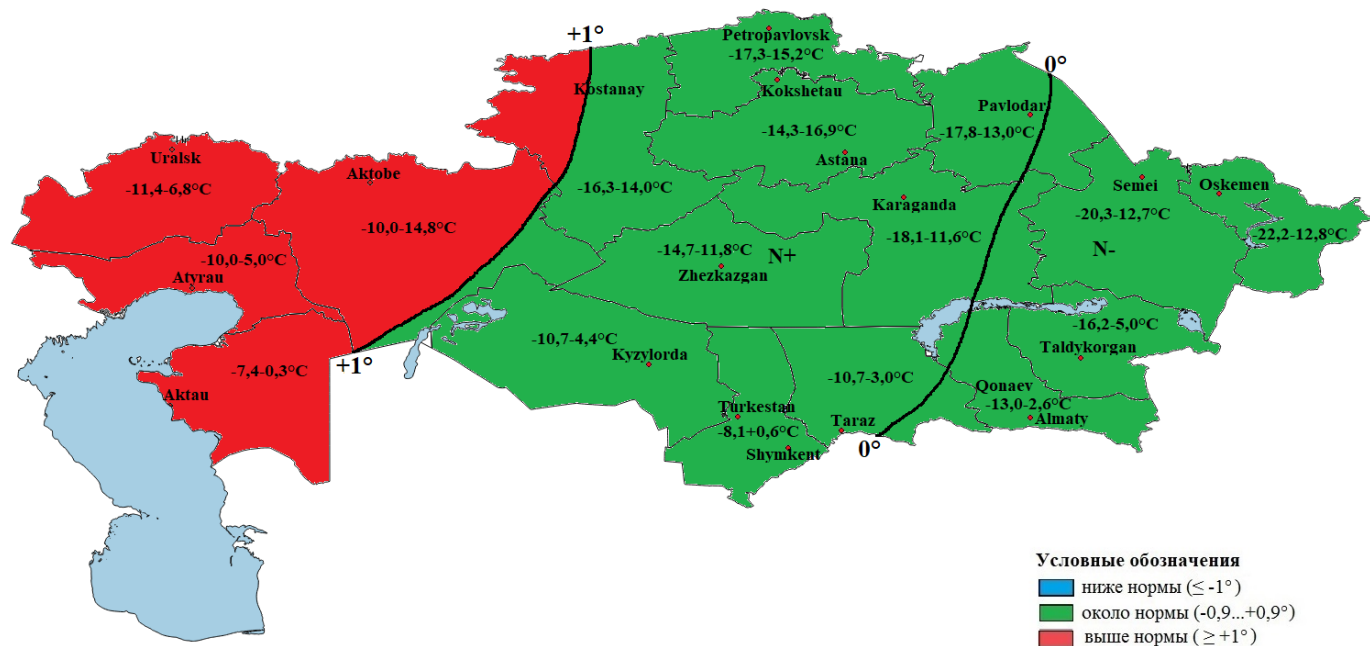 +1°
Petropavlovsk
-17,3-15,2°C
0°
Kostanay
Kokshetau
Pavlodar
-14,3-16,9°C
-17,8-13,0°C
Uralsk
Astana
Aktobe
-11,4-6,8°C
-16,3-14,0°C
Semei
Oskemen
Karaganda
-20,3-12,7°C
-10,0-14,8°C
-18,1-11,6°C
-22,2-12,8°C
-14,7-11,8°C
N+
N-
-10,0-5,0°C
Zhezkazgan
Atyrau
-16,2-5,0°C
-10,7-4,4°C
Taldykorgan
Kyzylorda
+1°
-7,4-0,3°C
-10,7-3,0°C
Aktau
Qonaev
-13,0-2,6°C
Turkestan
Taraz
Almaty
-8,1+0,6°C
Shymkent
0°
Условные обозначения
ниже нормы (≤ -1°)
около нормы (-0,9...+0,9°)
выше нормы ( ≥ +1°)